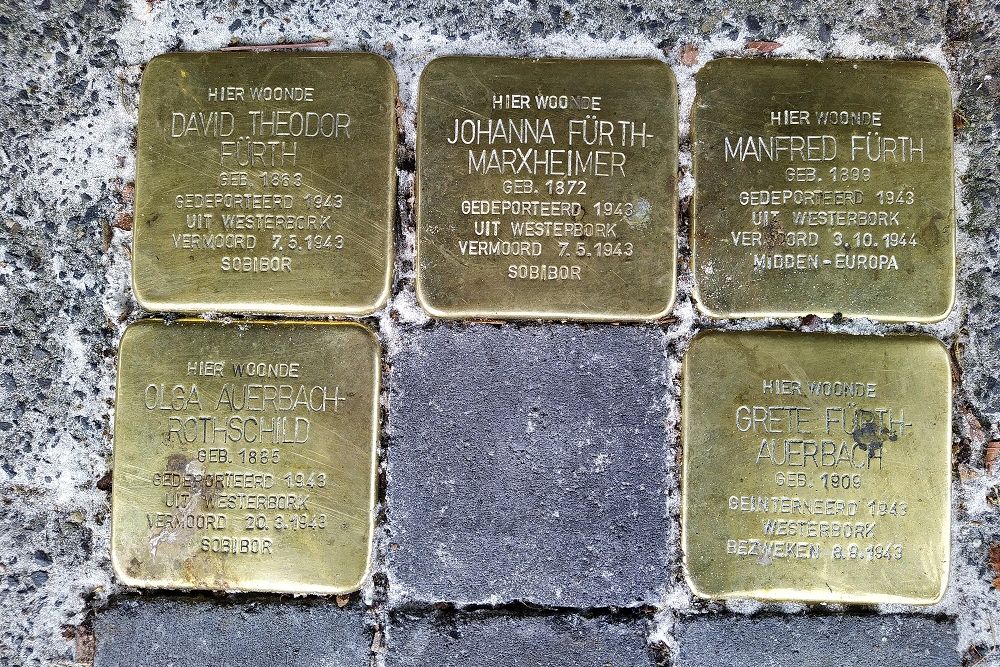 HIER WOONDE
DAVID THEODOR
FÜRTH
GEB. 1863
GEDEPORTEERD 1943
UIT WESTERBORK
VERMOORD 7.5.1943
SOBIBOR
HIER WOONDE
JOHANNA FÜRTH-
MARXHEIMER
GEB. 1872
GEDEPORTEERD 1943
UIT WESTERBORK
VERMOORD 7.5.1943
SOBIBOR
HIER WOONDE
MANFRED FÜRTH
GEB. 1899
GEDEPORTEERD 1943
UIT WESTERBORK
VERMOORD 3.10.1944
MIDDEN-EUROPA
HIER WOONDE
OLGA AUERBACH-
ROTHSCHILD
GEB. 1885
GEDEPORTEERD 1943
UIT WESTERBORK
VERMOORD 20.3.1943
SOBIBOR
HIER WOONDE
GRETE FÜRTH-
AUERBACH
GEB. 1909
GEINTERNEERD 1943
WESTERBORK
BEZWEKEN 8.9.1943